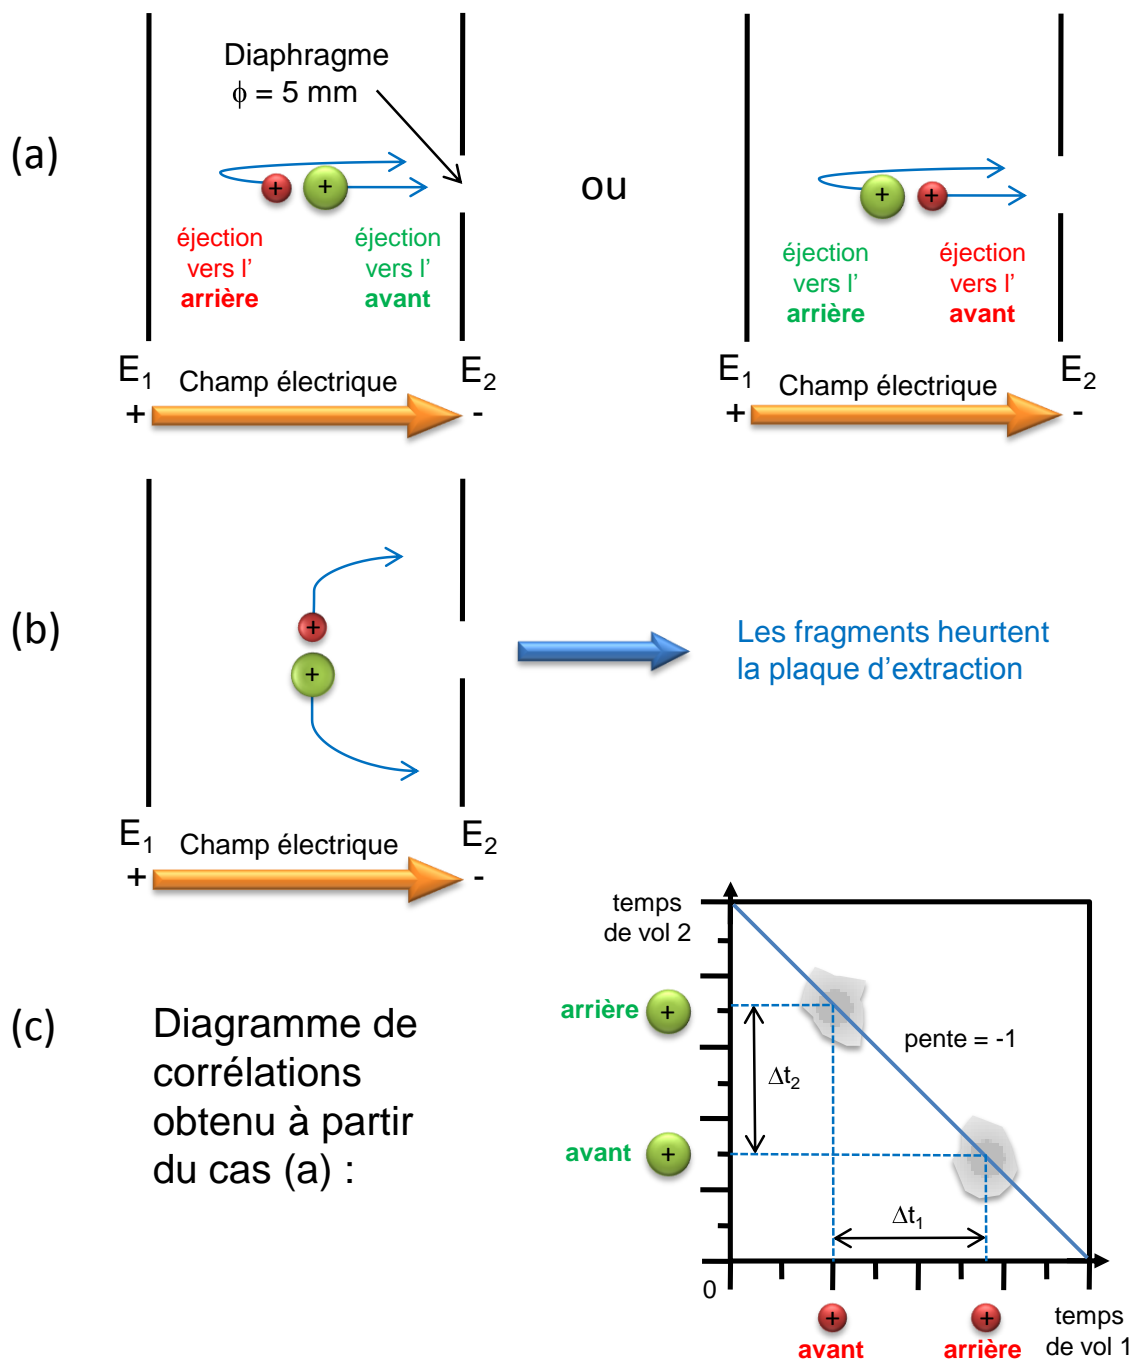 (a)
Diaphragme
ϕ = 5 mm
+
+
éjection
vers l'
arrière
éjection
vers l'
avant
E1
E2
Champ électrique
+
-
ou
+
+
éjection
vers l'
arrière
éjection
vers l'
avant
E1
E2
Champ électrique
+
-
(b)
+
+
E1
E2
Champ électrique
+
-
Les fragments heurtent
la plaque d'extraction
(c)
Diagramme de
corrélations
obtenu à partir
du cas (a) :
temps
de vol 2
arrière
+
pente = -1
Δt2
avant
+
Δt1
0
+
+
avant
arrière
temps
de vol 1